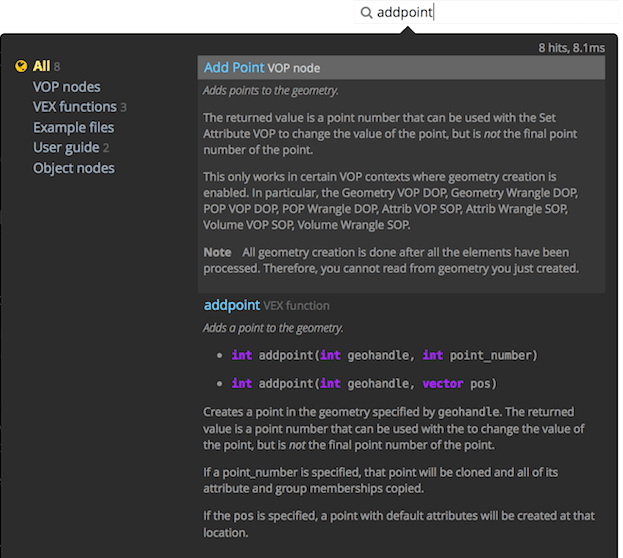 addpoint
8 hits, 8.1ms
All 8
VOP nodes
VEX functions 3
Example files
User guide 2
Object nodes
Add Point VOP node
Adds points to the geometry.
The returned value is a point number that can be used with the Set
Attribute VOP to change the value of the point, but is not the final point
number of the point.
This only works in certain VOP contexts where geometry creation is
enabled. In particular, the Geometry VOP DOP, Geometry Wrangle DOP,
POP VOP DOP, POP Wrangle DOP, Attrib VOP SOP, Attrib Wrangle SOP,
Volume VOP SOP, Volume Wrangle SOP.
Note All geometry creation is done after all the elements have been
processed. Therefore, you cannot read from geometry you just created.
addpoint VEX function
Adds a point to the geometry.
• int addpoint(int geohandle, int point_number)
• int addpoint(int geohandle, vector pos)
Creates a point in the geometry specified by geohandle. The returned
value is a point number that can be used with the to change the value of
the point, but is not the final point number of the point.
If a point_number is specified, that point will be cloned and all of its
attribute and group memberships copied.
If the pos is specified, a point with default attributes will be created at that
location.